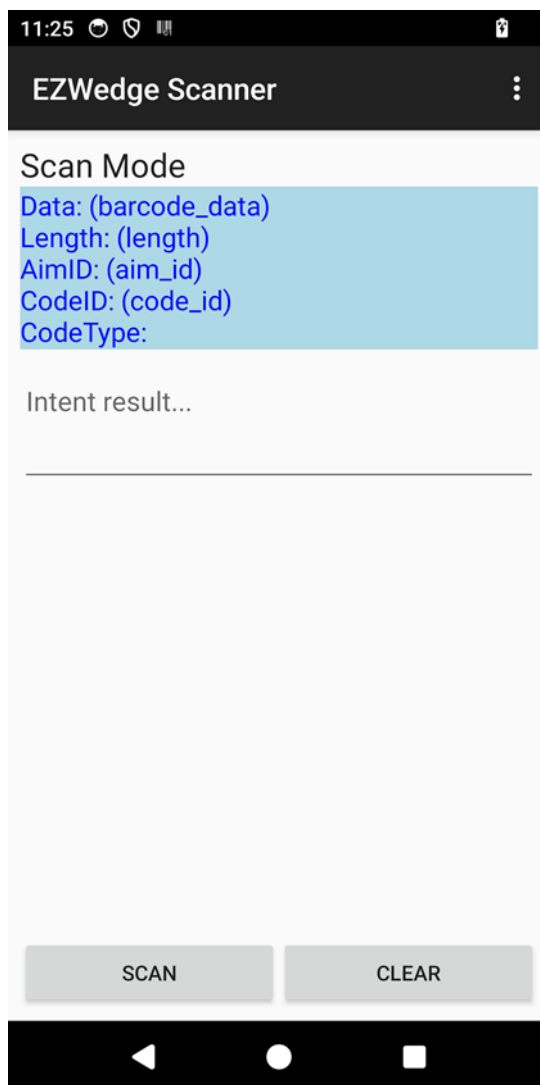 11:25
EZWedge Scanner
Scan Mode
Data: (barcode_data)
Length: (length)
AimID: (aim_id)
CodeID: (code_id)
CodeType:
Intent result...
SCAN CLEAR